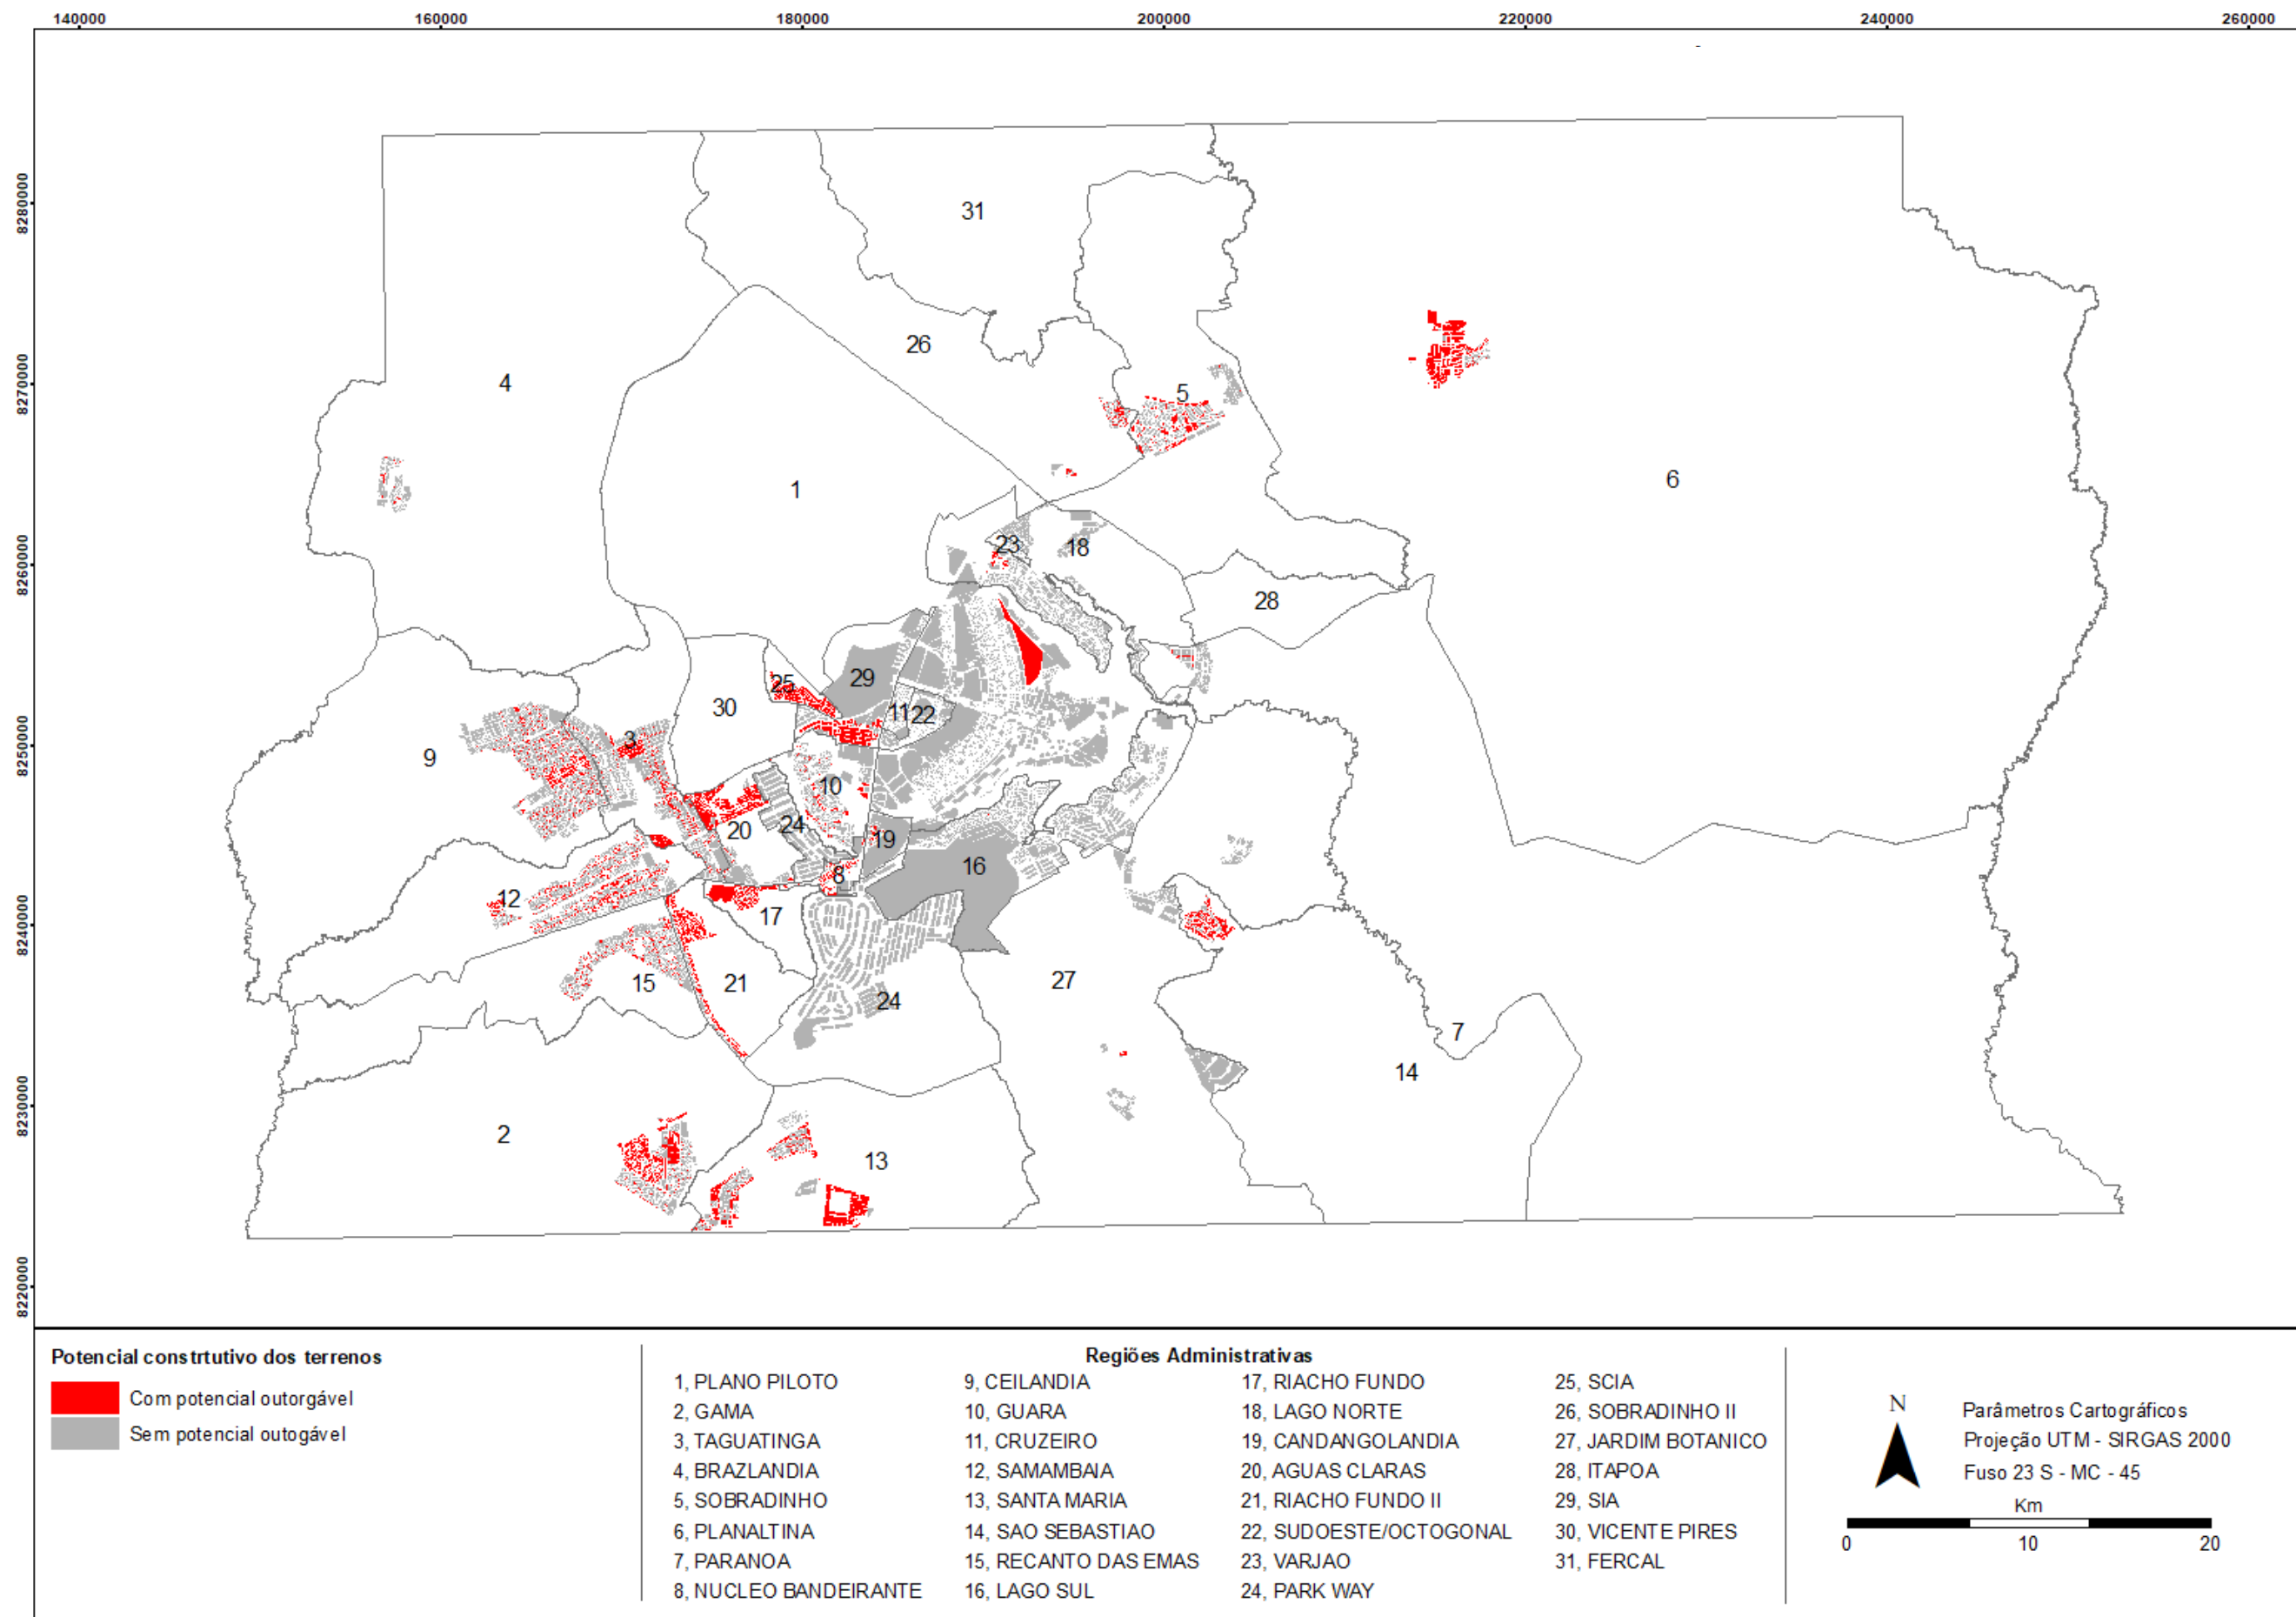 140000 160000 180000 200000 220000 240000 260000
8280000
8270000
8260000
8250000
8240000
8230000
8220000
31
26
4
5
6
1
23
18
28
25
29
30
11
22
3
9
10
20
24
19
8
16
12
17
15
21
24
27
7
14
2
13
Potencial constrtutivo dos terrenos
Com potencial outorgável
Sem potencial outogável
Regiões Administrativas
1, PLANO PILOTO
2, GAMA
3, TAGUATINGA
4, BRAZLANDIA
5, SOBRADINHO
6, PLANALTINA
7, PARANOA
8, NUCLEO BANDEIRANTE
9, CEILANDIA
10, GUARA
11, CRUZEIRO
12, SAMAMBAIA
13, SANTA MARIA
14, SAO SEBASTIAO
15, RECANTO DAS EMAS
16, LAGO SUL
17, RIACHO FUNDO
18, LAGO NORTE
19, CANDANGOLANDIA
20, AGUAS CLARAS
21, RIACHO FUNDO II
22, SUDOESTE/OCTOGONAL
23, VARJAO
24, PARK WAY
25, SCIA
26, SOBRADINHO II
27, JARDIM BOTANICO
28, ITAPOA
29, SIA
30, VICENTE PIRES
31, FERCAL
N
Parâmetros Cartográficos
Projeção UTM - SIRGAS 2000
Fuso 23 S - MC - 45
Km
0 10 20